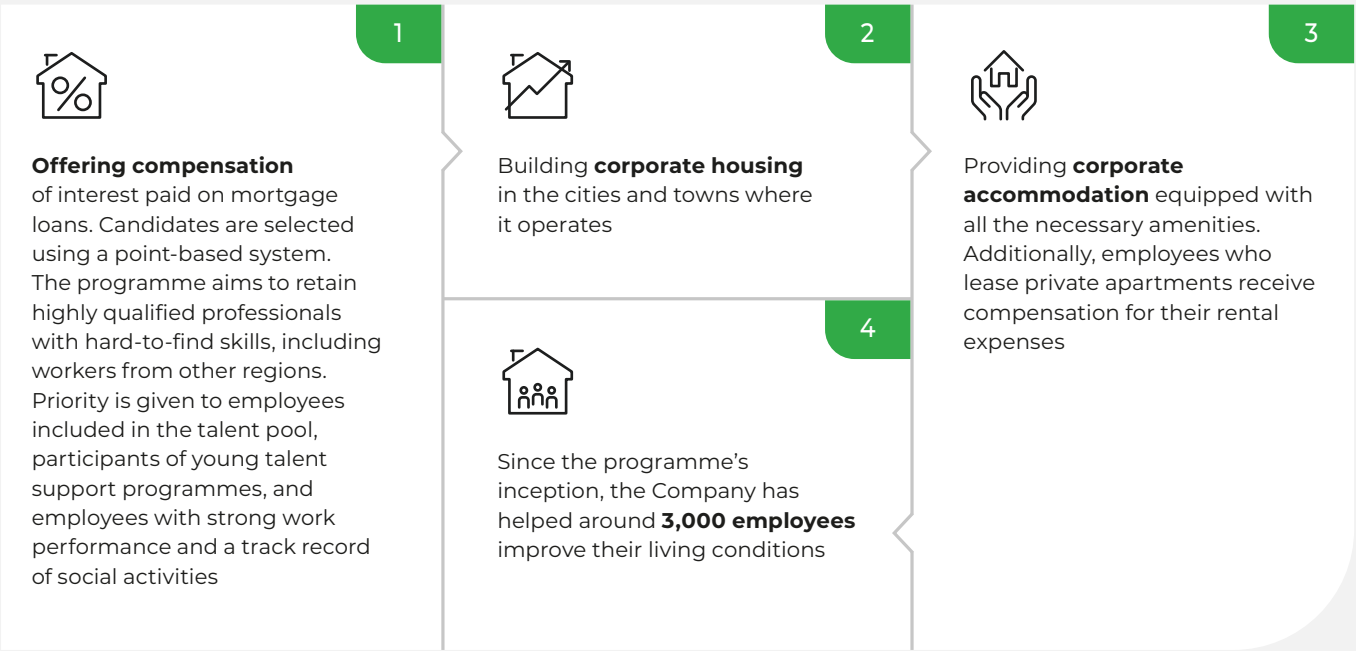 1
Offering compensation
of interest paid on mortgage
loans. Candidates are selected
using a point-based system.
The programme aims to retain
highly qualified professionals
with hard-to-find skills, including
workers from other regions.
Priority is given to employees
included in the talent pool,
participants of young talent
support programmes, and
employees with strong work
performance and a track record
of social activities
2
Building corporate housing
in the cities and towns where
it operates
3
Providing corporate
accommodation equipped with
all the necessary amenities.
Additionally, employees who
lease private apartments receive
compensation for their rental
expenses
4
Since the programme’s
inception, the Company has
helped around 3,000 employees
improve their living conditions